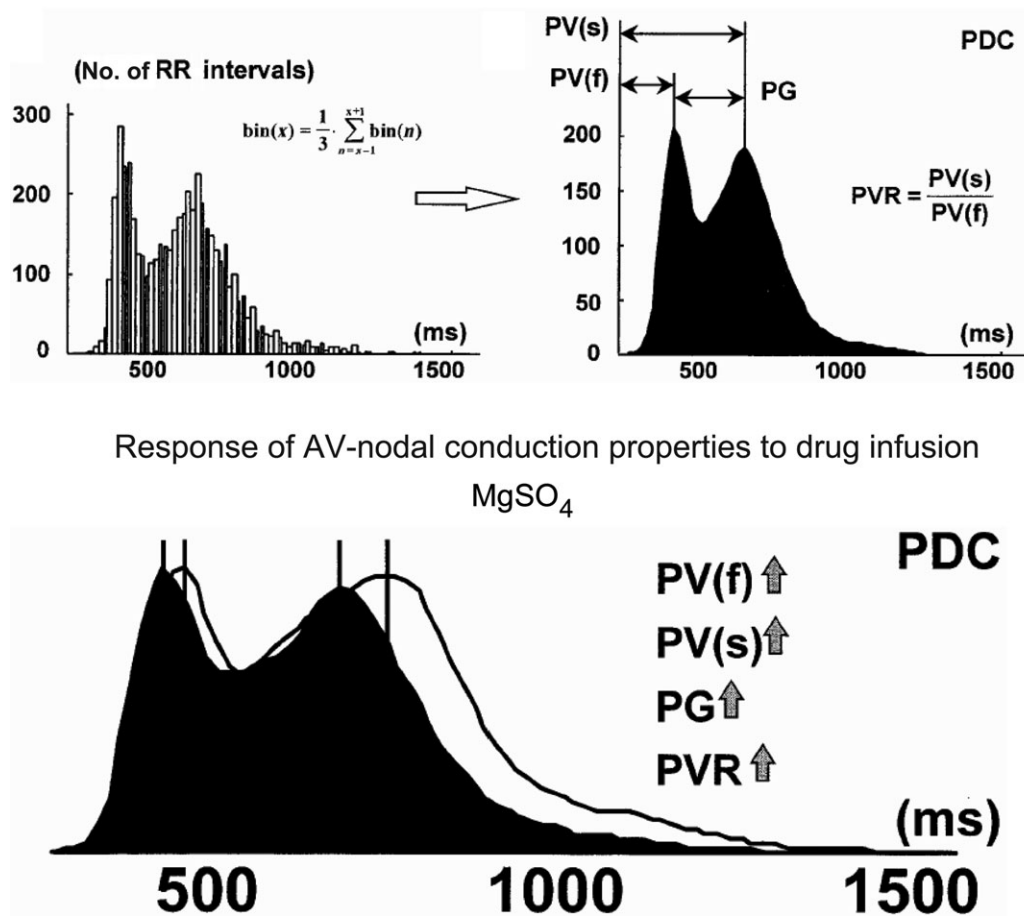 (No. of RR intervals)
300
200
100
0
bin(x) = 1/3 · x+1 ∑ n=x−1 bin(n)
(ms)
500 1000 1500
PV(s)
PV(f)
PG
PDC
200
150
100
50
0
PVR = PV(s)/PV(f)
(ms)
500 1000 1500
Response of AV-nodal conduction properties to drug infusion
MgSO4
PDC
PV(f)
PV(s)
PG
PVR
(ms)
500 1000 1500